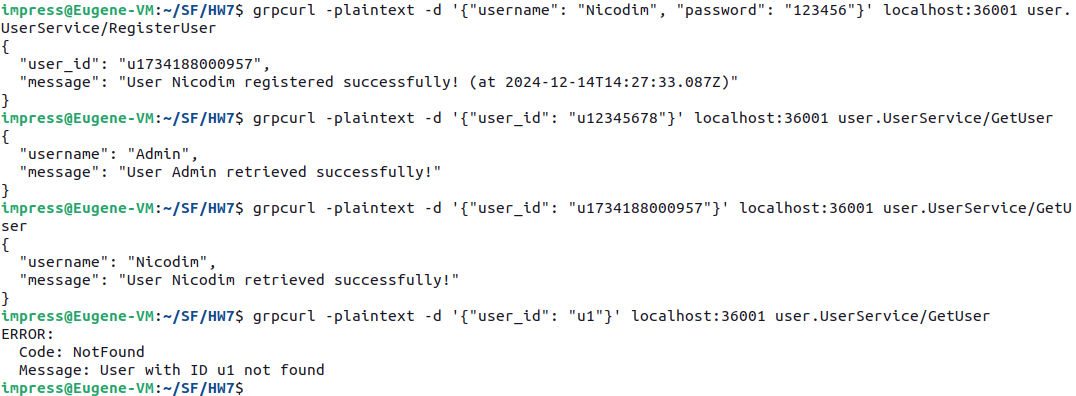 impress@Eugene-VM:~/SF/HW7$ grpcurl -plaintext -d '{"username": "Nicodim", "password": "123456"}' localhost:36001 user.
UserService/RegisterUser
{
  "user_id": "u1734188000957",
  "message": "User Nicodim registered successfully! (at 2024-12-14T14:27:33.087Z)"
}
impress@Eugene-VM:~/SF/HW7$ grpcurl -plaintext -d '{"user_id": "u12345678"}' localhost:36001 user.UserService/GetUser
{
  "username": "Admin",
  "message": "User Admin retrieved successfully!"
}
impress@Eugene-VM:~/SF/HW7$ grpcurl -plaintext -d '{"user_id": "u1734188000957"}' localhost:36001 user.UserService/GetU
ser
{
  "username": "Nicodim",
  "message": "User Nicodim retrieved successfully!"
}
impress@Eugene-VM:~/SF/HW7$ grpcurl -plaintext -d '{"user_id": "u1"}' localhost:36001 user.UserService/GetUser
ERROR:
  Code: NotFound
  Message: User with ID u1 not found
impress@Eugene-VM:~/SF/HW7$